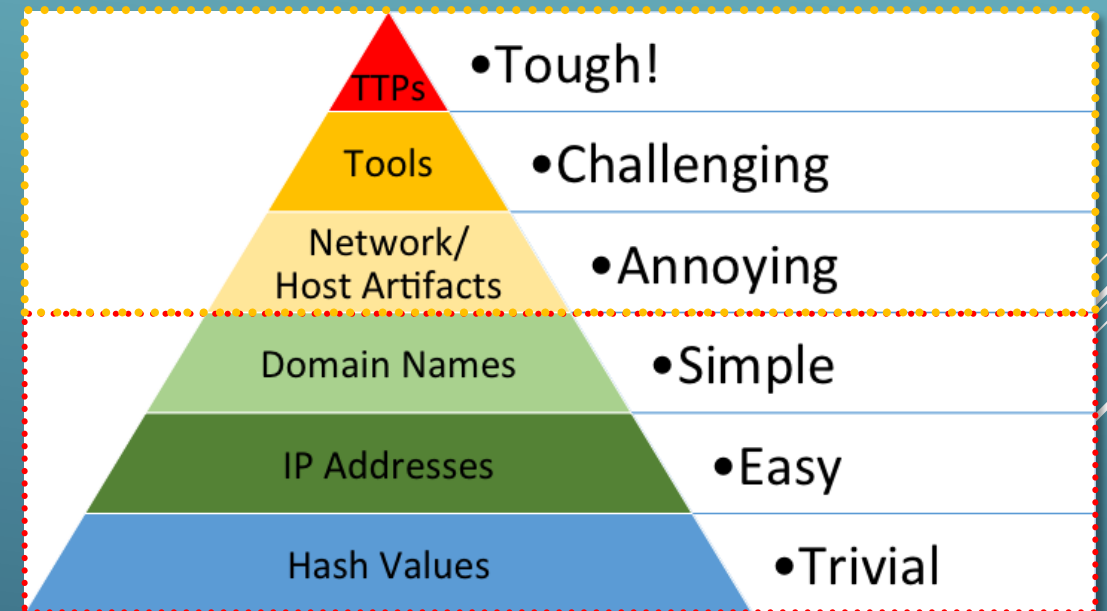 TTPs
•Tough!
Tools
•Challenging
Network/
Host Artifacts
•Annoying
Domain Names
•Simple
IP Addresses
•Easy
Hash Values
•Trivial